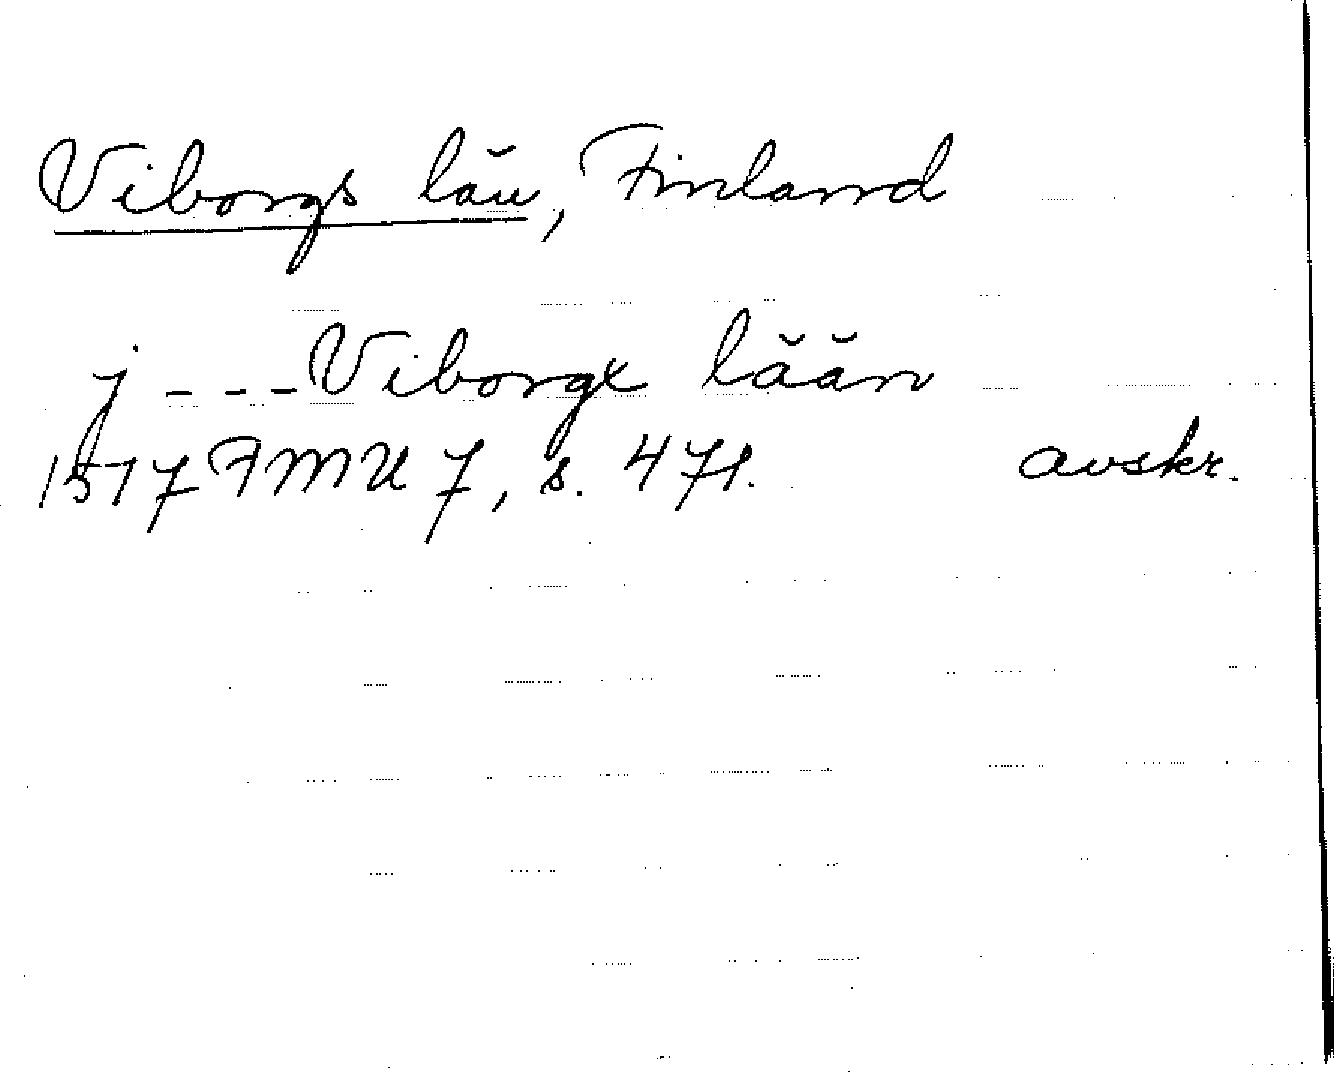 Viborgs län, Finland
j - - - Viborgx lään
1517 FMU 7, s. 471. avskr.